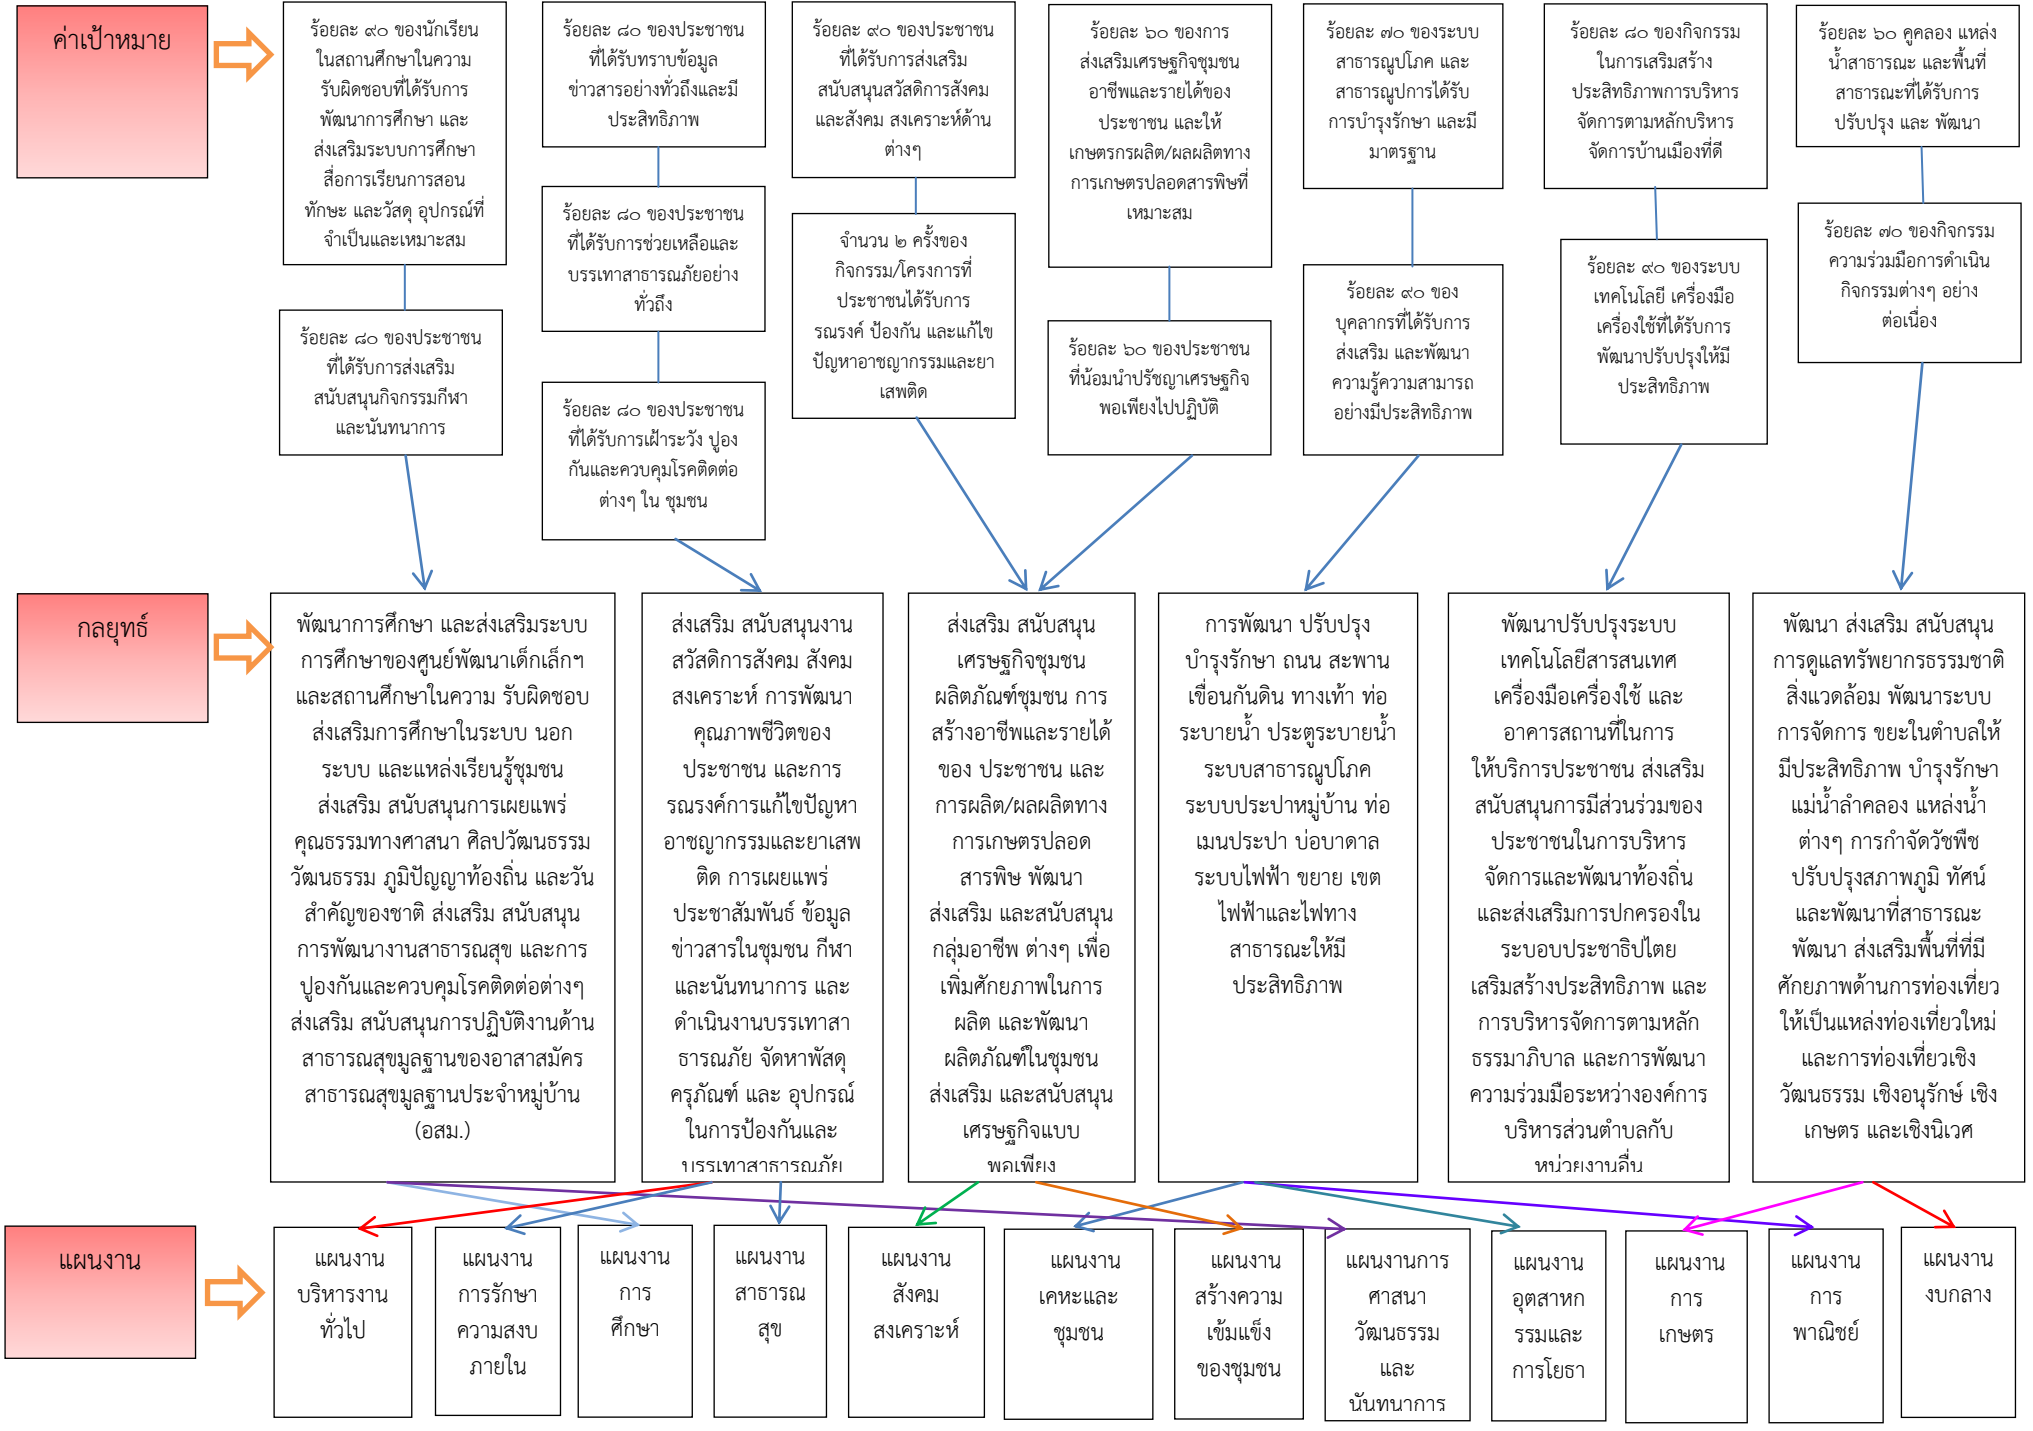 ค่าเป้าหมาย
ร้อยละ ๙๐ ของนักเรียน
ในสถานศึกษาในความ
รับผิดชอบที่ได้รับการ
พัฒนาการศึกษา และ
ส่งเสริมระบบการศึกษา
สื่อการเรียนการสอน
ทักษะ และวัสดุ อุปกรณ์ที่
จำเป็นและเหมาะสม
ร้อยละ ๘๐ ของประชาชน
ที่ได้รับการส่งเสริม
สนับสนุนกิจกรรมกีฬา
และนันทนาการ
ร้อยละ ๘๐ ของประชาชน
ที่ได้รับทราบข้อมูล
ข่าวสารอย่างทั่วถึงและมี
ประสิทธิภาพ
ร้อยละ ๘๐ ของประชาชน
ที่ได้รับการช่วยเหลือและ
บรรเทาสาธารณภัยอย่าง
ทั่วถึง
ร้อยละ ๘๐ ของประชาชน
ที่ได้รับการเฝ้าระวัง ปูอง
กันและควบคุมโรคติดต่อ
ต่างๆ ใน ชุมชน
ร้อยละ ๙๐ ของประชาชน
ที่ได้รับการส่งเสริม
สนับสนุนสวัสดิการสังคม
และสังคม สงเคราะห์ด้าน
ต่างๆ
จำนวน ๒ ครั้งของ
กิจกรรม/โครงการที่
ประชาชนได้รับการ
รณรงค์ ป้องกัน และแก้ไข
ปัญหาอาชญากรรมและยา
เสพติด
ร้อยละ ๖๐ ของการ
ส่งเสริมเศรษฐกิจชุมชน
อาชีพและรายได้ของ
ประชาชน และให้
เกษตรกรผลิต/ผลผลิตทาง
การเกษตรปลอดสารพิษที่
เหมาะสม
ร้อยละ ๖๐ ของประชาชน
ที่น้อมนำปรัชญาเศรษฐกิจ
พอเพียงไปปฏิบัติ
ร้อยละ ๗๐ ของระบบ
สาธารณูปโภค และ
สาธารณูปการได้รับ
การบำรุงรักษา และมี
มาตรฐาน
ร้อยละ ๙๐ ของ
บุคลากรที่ได้รับการ
ส่งเสริม และพัฒนา
ความรู้ความสามารถ
อย่างมีประสิทธิภาพ
ร้อยละ ๘๐ ของกิจกรรม
ในการเสริมสร้าง
ประสิทธิภาพการบริหาร
จัดการตามหลักบริหาร
จัดการบ้านเมืองที่ดี
ร้อยละ ๙๐ ของระบบ
เทคโนโลยี เครื่องมือ
เครื่องใช้ที่ได้รับการ
พัฒนาปรับปรุงให้มี
ประสิทธิภาพ
ร้อยละ ๖๐ คูคลอง แหล่ง
น้ำสาธารณะ และพื้นที่
สาธารณะที่ได้รับการ
ปรับปรุง และ พัฒนา
ร้อยละ ๗๐ ของกิจกรรม
ความร่วมมือการดำเนิน
กิจกรรมต่างๆ อย่าง
ต่อเนื่อง
กลยุทธ์
พัฒนาการศึกษา และส่งเสริมระบบ
การศึกษาของศูนย์พัฒนาเด็กเล็กฯ
และสถานศึกษาในความ รับผิดชอบ
ส่งเสริมการศึกษาในระบบ นอก
ระบบ และแหล่งเรียนรู้ชุมชน
ส่งเสริม สนับสนุนการเผยแพร่
คุณธรรมทางศาสนา ศิลปวัฒนธรรม
วัฒนธรรม ภูมิปัญญาท้องถิ่น และวัน
สำคัญของชาติ ส่งเสริม สนับสนุน
การพัฒนางานสาธารณสุข และการ
ปูองกันและควบคุมโรคติดต่อต่างๆ
ส่งเสริม สนับสนุนการปฏิบัติงานด้าน
สาธารณสุขมูลฐานของอาสาสมัคร
สาธารณสุขมูลฐานประจำหมู่บ้าน
(อสม.)
ส่งเสริม สนับสนุนงาน
สวัสดิการสังคม สังคม
สงเคราะห์ การพัฒนา
คุณภาพชีวิตของ
ประชาชน และการ
รณรงค์การแก้ไขปัญหา
อาชญากรรมและยาเสพ
ติด การเผยแพร่
ประชาสัมพันธ์ ข้อมูล
ข่าวสารในชุมชน กีฬา
และนันทนาการ และ
ดำเนินงานบรรเทาสา
ธารณภัย จัดหาพัสดุ
ครุภัณฑ์ และ อุปกรณ์
ในการป้องกันและ
บรรเทาสาธารณภัย
ส่งเสริม สนับสนุน
เศรษฐกิจชุมชน
ผลิตภัณฑ์ชุมชน การ
สร้างอาชีพและรายได้
ของ ประชาชน และ
การผลิต/ผลผลิตทาง
การเกษตรปลอด
สารพิษ พัฒนา
ส่งเสริม และสนับสนุน
กลุ่มอาชีพ ต่างๆ เพื่อ
เพิ่มศักยภาพในการ
ผลิต และพัฒนา
ผลิตภัณฑ์ในชุมชน
ส่งเสริม และสนับสนุน
เศรษฐกิจแบบ
พอเพียง
การพัฒนา ปรับปรุง
บำรุงรักษา ถนน สะพาน
เขื่อนกันดิน ทางเท้า ท่อ
ระบายน้ำ ประตูระบายน้ำ
ระบบสาธารณูปโภค
ระบบประปาหมู่บ้าน ท่อ
เมนประปา บ่อบาดาล
ระบบไฟฟ้า ขยาย เขต
ไฟฟ้าและไฟทาง
สาธารณะให้มี
ประสิทธิภาพ
พัฒนาปรับปรุงระบบ
เทคโนโลยีสารสนเทศ
เครื่องมือเครื่องใช้ และ
อาคารสถานที่ในการ
ให้บริการประชาชน ส่งเสริม
สนับสนุนการมีส่วนร่วมของ
ประชาชนในการบริหาร
จัดการและพัฒนาท้องถิ่น
และส่งเสริมการปกครองใน
ระบอบประชาธิปไตย
เสริมสร้างประสิทธิภาพ และ
การบริหารจัดการตามหลัก
ธรรมาภิบาล และการพัฒนา
ความร่วมมือระหว่างองค์การ
บริหารส่วนตำบลกับ
หน่วยงานอื่น
พัฒนา ส่งเสริม สนับสนุน
การดูแลทรัพยากรธรรมชาติ
สิ่งแวดล้อม พัฒนาระบบ
การจัดการ ขยะในตำบลให้
มีประสิทธิภาพ บำรุงรักษา
แม่น้ำลำคลอง แหล่งน้ำ
ต่างๆ การกำจัดวัชพืช
ปรับปรุงสภาพภูมิ ทัศน์
และพัฒนาที่สาธารณะ
พัฒนา ส่งเสริมพื้นที่ที่มี
ศักยภาพด้านการท่องเที่ยว
ให้เป็นแหล่งท่องเที่ยวใหม่
และการท่องเที่ยวเชิง
วัฒนธรรม เชิงอนุรักษ์ เชิง
เกษตร และเชิงนิเวศ
แผนงาน
แผนงาน
บริหารงาน
ทั่วไป
แผนงาน
การรักษา
ความสงบ
ภายใน
แผนงาน
การ
ศึกษา
แผนงาน
สาธารณ
สุข
แผนงาน
สังคม
สงเคราะห์
แผนงาน
เคหะและ
ชุมชน
แผนงาน
สร้างความ
เข้มแข็ง
ของชุมชน
แผนงานการ
ศาสนา
วัฒนธรรม
และ
นันทนาการ
แผนงาน
อุตสาหก
รรมและ
การโยธา
แผนงาน
การ
เกษตร
แผนงาน
การ
พาณิชย์
แผนงาน
งบกลาง